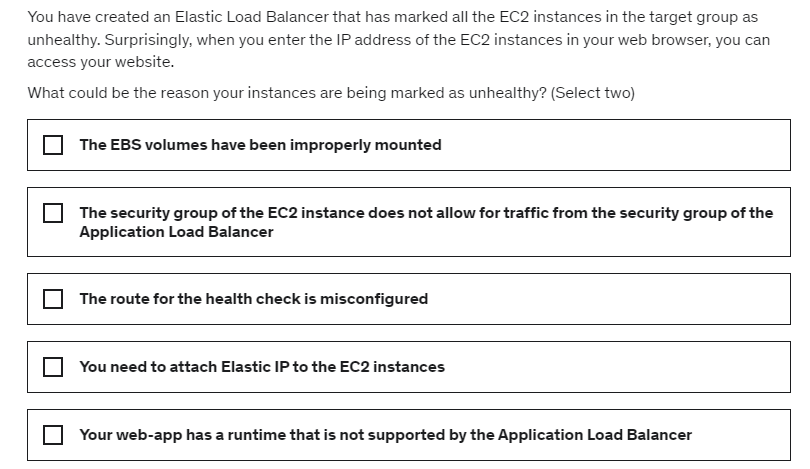 You have created an Elastic Load Balancer that has marked all the EC2 instances in the target group as
unhealthy. Surprisingly, when you enter the IP address of the EC2 instances in your web browser, you can
access your website.
What could be the reason your instances are being marked as unhealthy? (Select two)
The EBS volumes have been improperly mounted
The security group of the EC2 instance does not allow for traffic from the security group of the
Application Load Balancer
The route for the health check is misconfigured
You need to attach Elastic IP to the EC2 instances
Your web-app has a runtime that is not supported by the Application Load Balancer